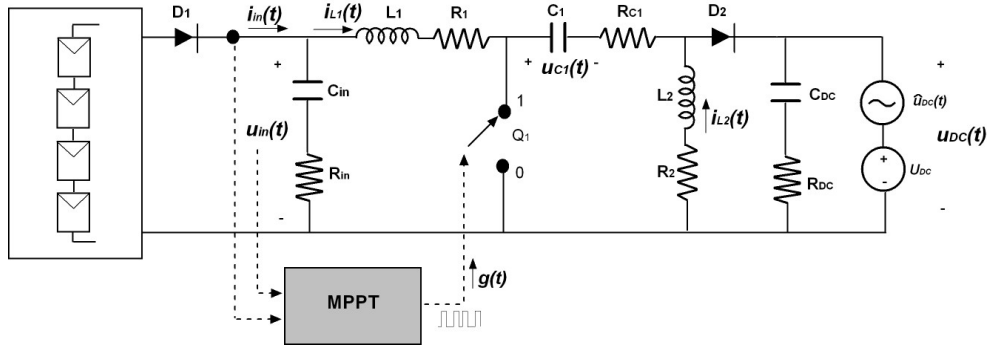 D1
iin(t)
iL1(t)
L1
R1
C1
RC1
D2
+
uC1(t)
-
+
Cin
uin(t)
Rin
-
1
Q1
0
L2
iL2(t)
R2
CDC
RDC
ûDC(t)
+
-
UDC
+
uDC(t)
-
MPPT
g(t)